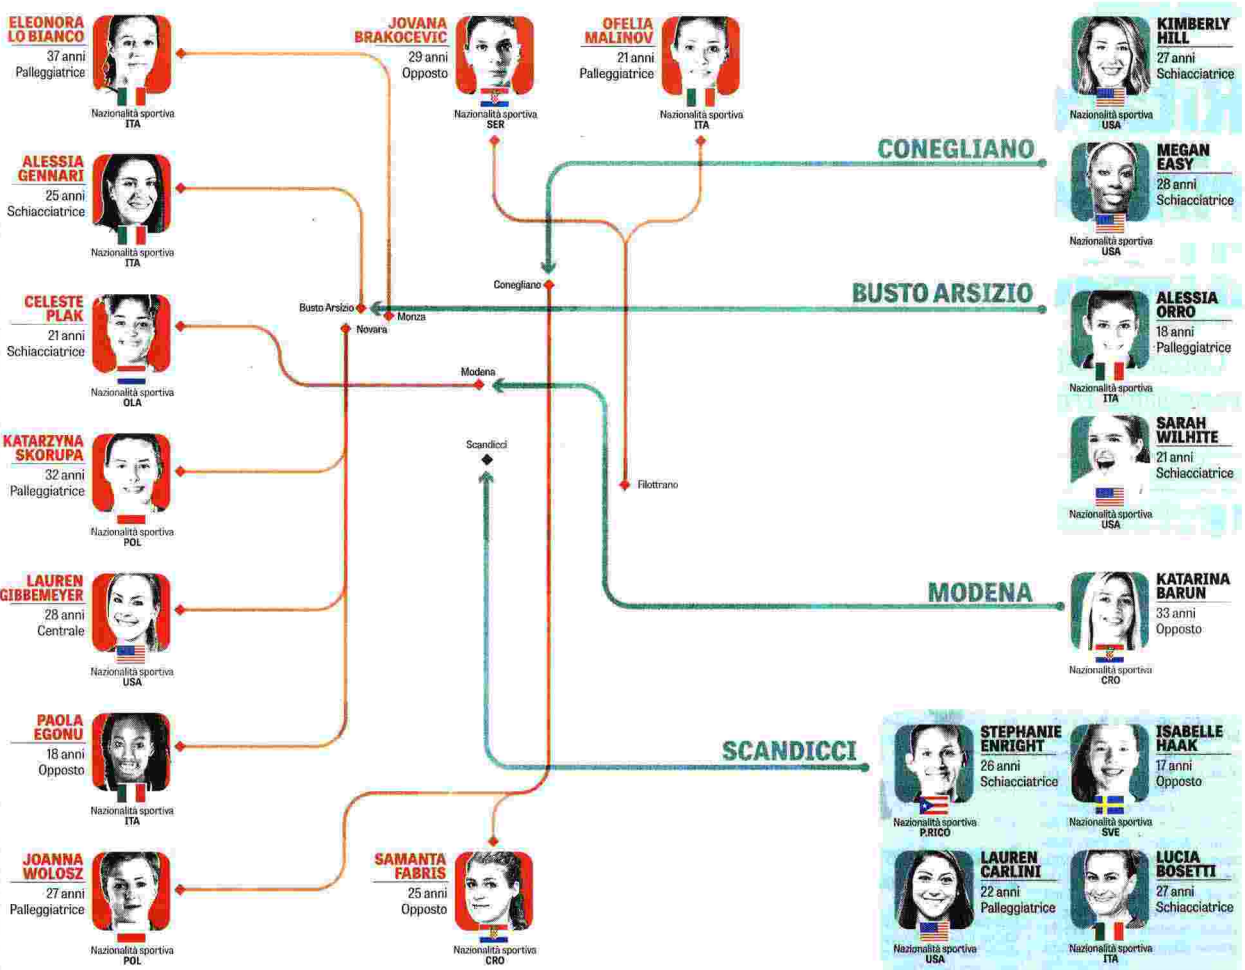 ELEONORA
LO BIANCO
37 anni
Palleggiatrice
Nazionalità sportiva
ITA
JOVANA
BRAKOCEVIC
29 anni
Opposto
Nazionalità sportiva
SER
OFELIA
MALINOV
21 anni
Palleggiatrice
Nazionalità sportiva
ITA
KIMBERLY
HILL
27 anni
Schiacciatrice
Nazionalità sportiva
USA
CONEGLIANO
MEGAN
EASY
28 anni
Schiacciatrice
Nazionalità sportiva
USA
ALESSIA
GENNARI
25 anni
Schiacciatrice
Nazionalità sportiva
ITA
Conegliano
BUSTO ARSIZIO
Busto Arsizio
Monza
Novara
ALESSIA
ORRO
18 anni
Palleggiatrice
Nazionalità sportiva
ITA
CELESTE
PLAK
21 anni
Schiacciatrice
Nazionalità sportiva
OLA
Modena
Scandicci
Filottrano
SARAH
WILHITE
21 anni
Schiacciatrice
Nazionalità sportiva
USA
KATARZYNA
SKORUPA
32 anni
Palleggiatrice
Nazionalità sportiva
POL
LAUREN
GIBBEMEYER
28 anni
Centrale
Nazionalità sportiva
USA
MODENA
KATARINA
BARUN
33 anni
Opposto
Nazionalità sportiva
CRO
PAOLA
EGONU
18 anni
Opposto
Nazionalità sportiva
ITA
SCANDICCI
STEPHANIE
ENRIGHT
26 anni
Schiacciatrice
Nazionalità sportiva
P.RICO
ISABELLE
HAAK
17 anni
Opposto
Nazionalità sportiva
SVE
JOANNA
WOLOSZ
27 anni
Palleggiatrice
Nazionalità sportiva
POL
SAMANTA
FABRIS
25 anni
Opposto
Nazionalità sportiva
CRO
LAUREN
CARLINI
22 anni
Palleggiatrice
Nazionalità sportiva
USA
LUCIA
BOSETTI
27 anni
Schiacciatrice
Nazionalità sportiva
ITA